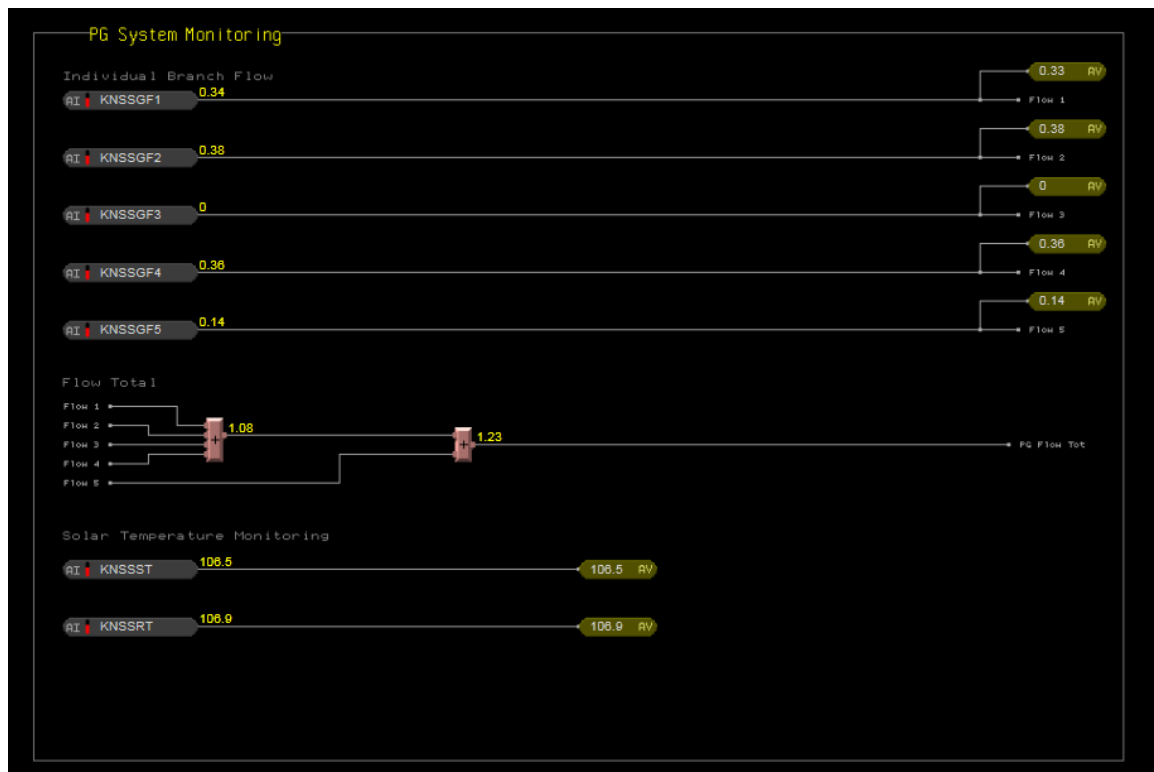 PG System Monitoring
Individual Branch Flow
0.33 AV
AI KNSSGF1 0.34 Flow 1
0.38 AV
AI KNSSGF2 0.38 Flow 2
0 AV
AI KNSSGF3 0 Flow 3
0.36 AV
AI KNSSGF4 0.36 Flow 4
0.14 AV
AI KNSSGF5 0.14 Flow 5
Flow Total
Flow 1
Flow 2 + 1.08
Flow 3 + 1.23 PG Flow Tot
Flow 4
Flow 5
Solar Temperature Monitoring
AI KNSSST 106.5 106.5 AV
AI KNSSRT 106.9 106.9 AV